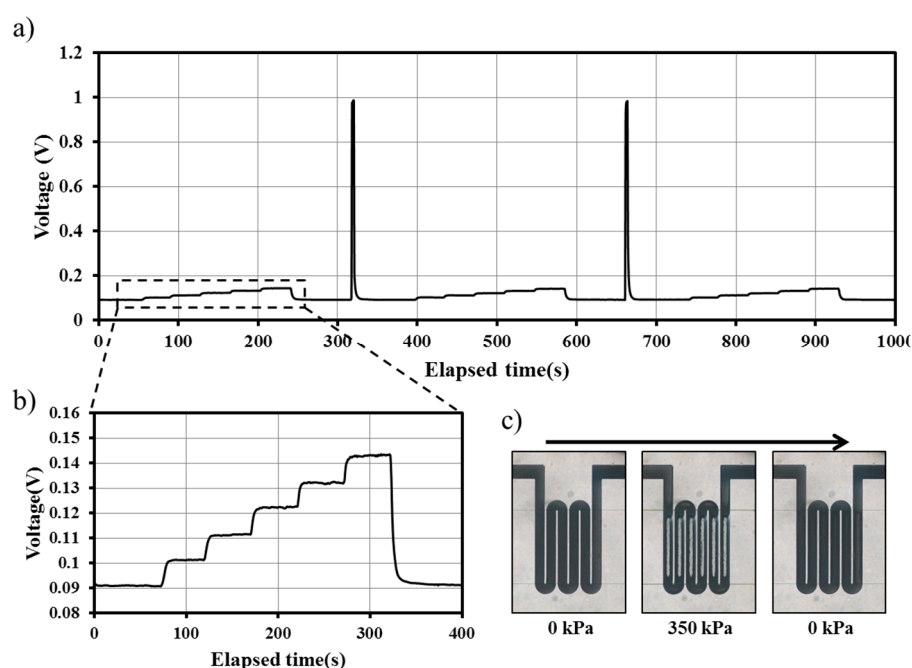 a)
1.2
1
0.8
0.6
0.4
0.2
0
Voltage (V)
0 100 200 300 400 500 600 700 800 900 1000
Elapsed time(s)
b)
0.16
0.15
0.14
0.13
0.12
0.11
0.1
0.09
0.08
Voltage(V)
0 100 200 300 400
Elapsed time(s)
c)
0 kPa 350 kPa 0 kPa